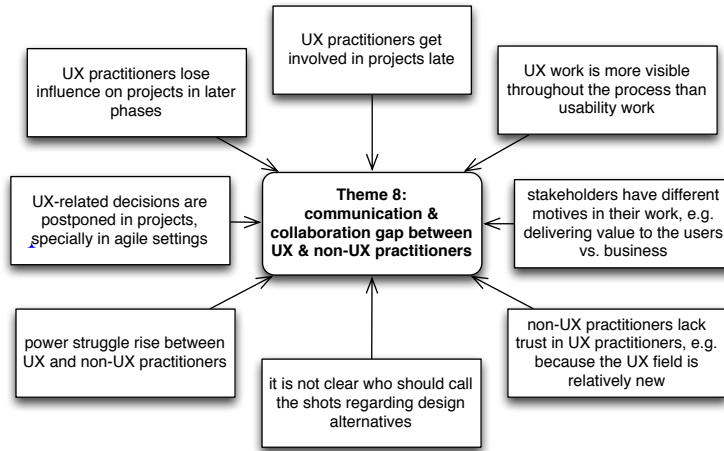 UX practitioners get
involved in projects late
UX practitioners lose
influence on projects in later
phases
UX work is more visible
throughout the process than
usability work
UX-related decisions are
postponed in projects,
specially in agile settings
Theme 8:
communication &
collaboration gap between
UX & non-UX practitioners
stakeholders have different
motives in their work, e.g.
delivering value to the users
vs. business
power struggle rise between
UX and non-UX practitioners
it is not clear who should call
the shots regarding design
alternatives
non-UX practitioners lack
trust in UX practitioners, e.g.
because the UX field is
relatively new